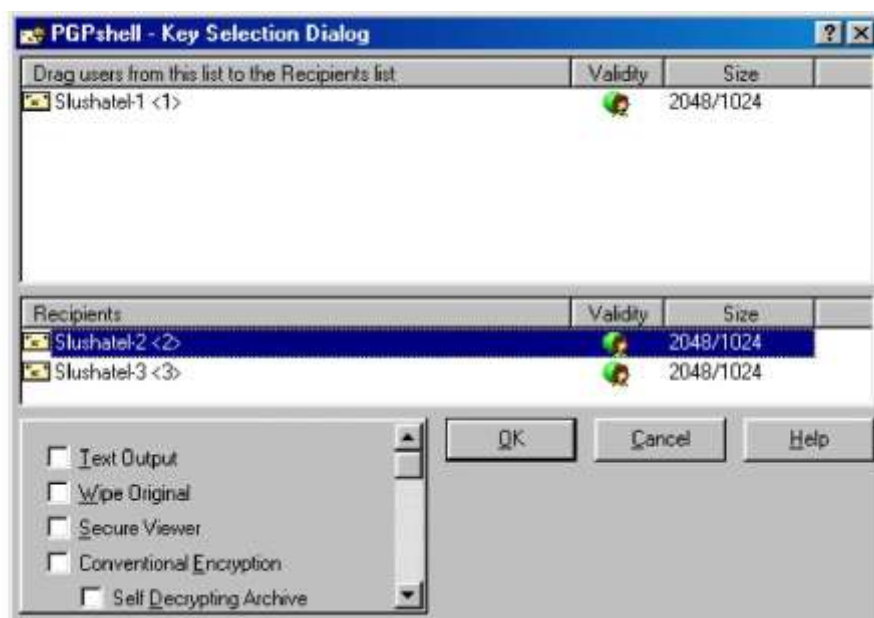 PGPshell - Key Selection Dialog
Drag users from this list to the Recipients list Validity Size
Slushatel-1 <1> 2048/1024
Recipients Validity Size
Slushatel-2 <2> 2048/1024
Slushatel-3 <3> 2048/1024
OK Cancel Help
Text Output
Wipe Original
Secure Viewer
Conventional Encryption
Self Decrypting Archive